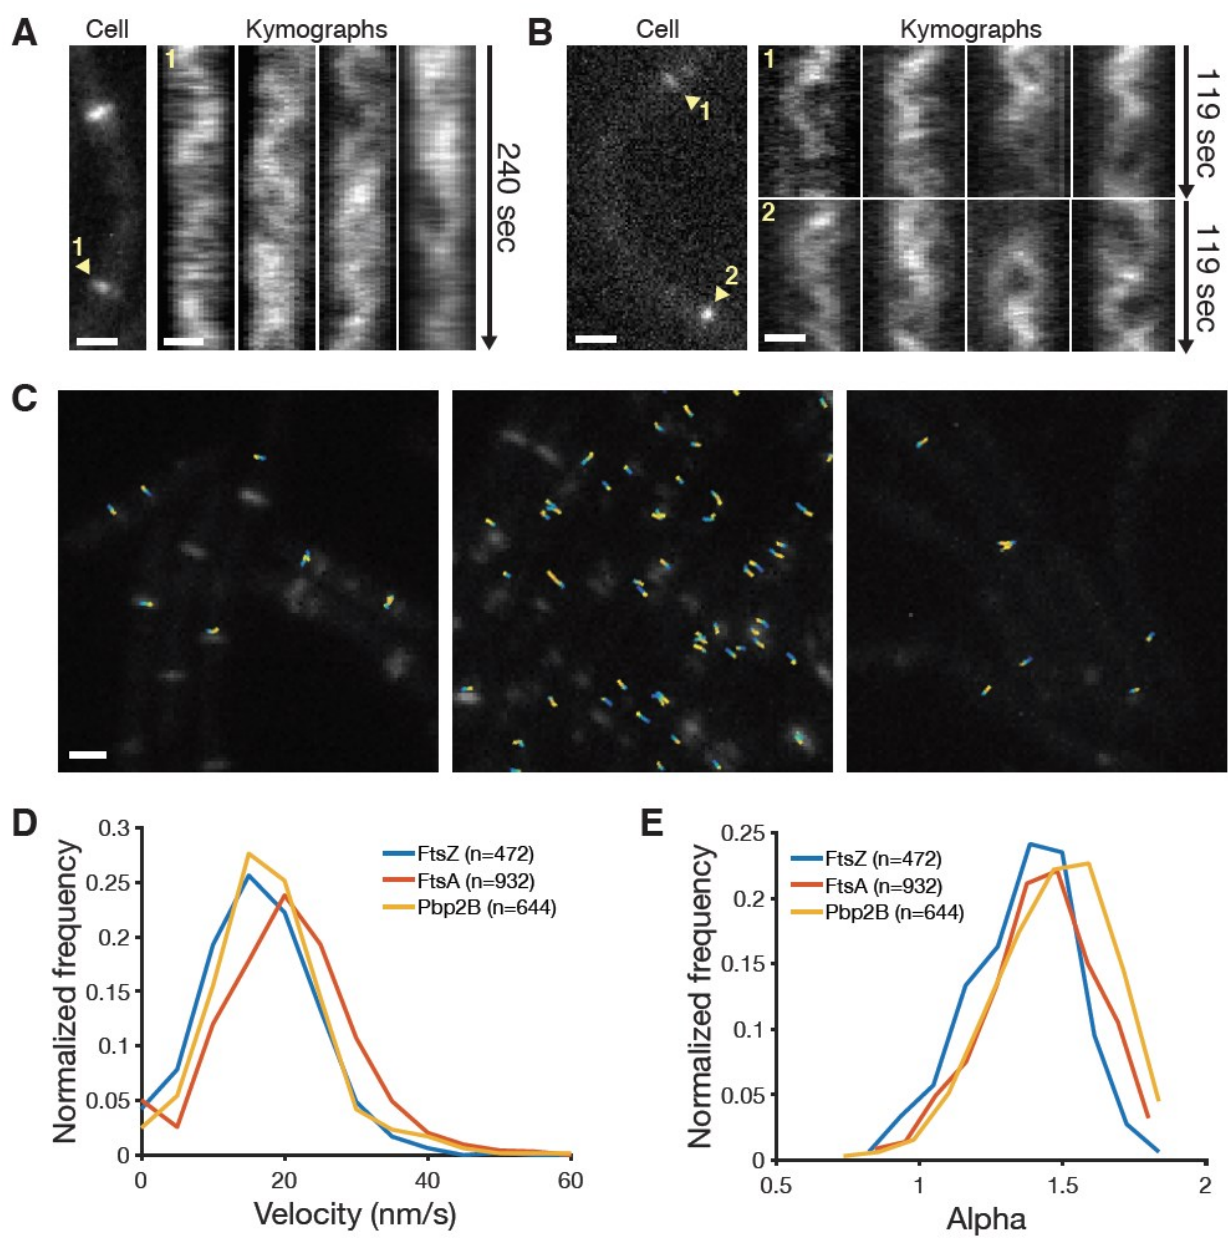 A
Cell
Kymographs
1
1
240 sec
B
Cell
Kymographs
1
2
1
2
119 sec
119 sec
C
D
Normalized frequency
0.3
0.25
0.2
0.15
0.1
0.05
0
0 20 40 60
Velocity (nm/s)
FtsZ (n=472)
FtsA (n=932)
Pbp2B (n=644)
E
Normalized frequency
0.25
0.2
0.15
0.1
0.05
0
0.5 1 1.5 2
Alpha
FtsZ (n=472)
FtsA (n=932)
Pbp2B (n=644)